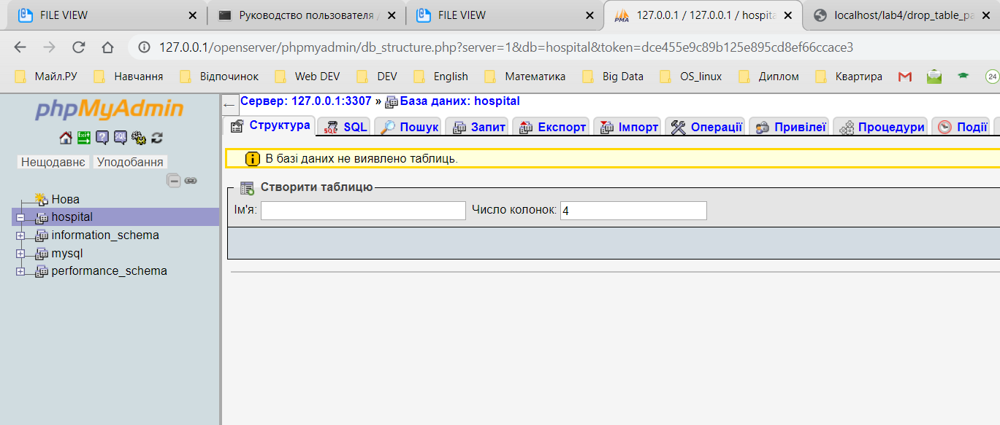 FILE VIEW
Руководство пользователя
FILE VIEW
127.0.0.1 / 127.0.0.1 / hospita
localhost/lab4/drop_table_pa
127.0.0.1/openserver/phpmyadmin/db_structure.php?server=1&db=hospital&token=dce455e9c89b125e895cd8ef66ccace3
Майл.РУ Навчання Відпочинок Web DEV DEV English Математика Big Data OS_linux Диплом Квартира 24
phpMyAdmin
Нещодавнє Уподобання
Нова
hospital
information_schema
mysql
performance_schema
Сервер: 127.0.0.1:3307 » База даних: hospital
Структура SQL Пошук Запит Експорт Імпорт Операції Привілеї Процедури Події
В базі даних не виявлено таблиць.
Створити таблицю
Ім'я: Число колонок: 4